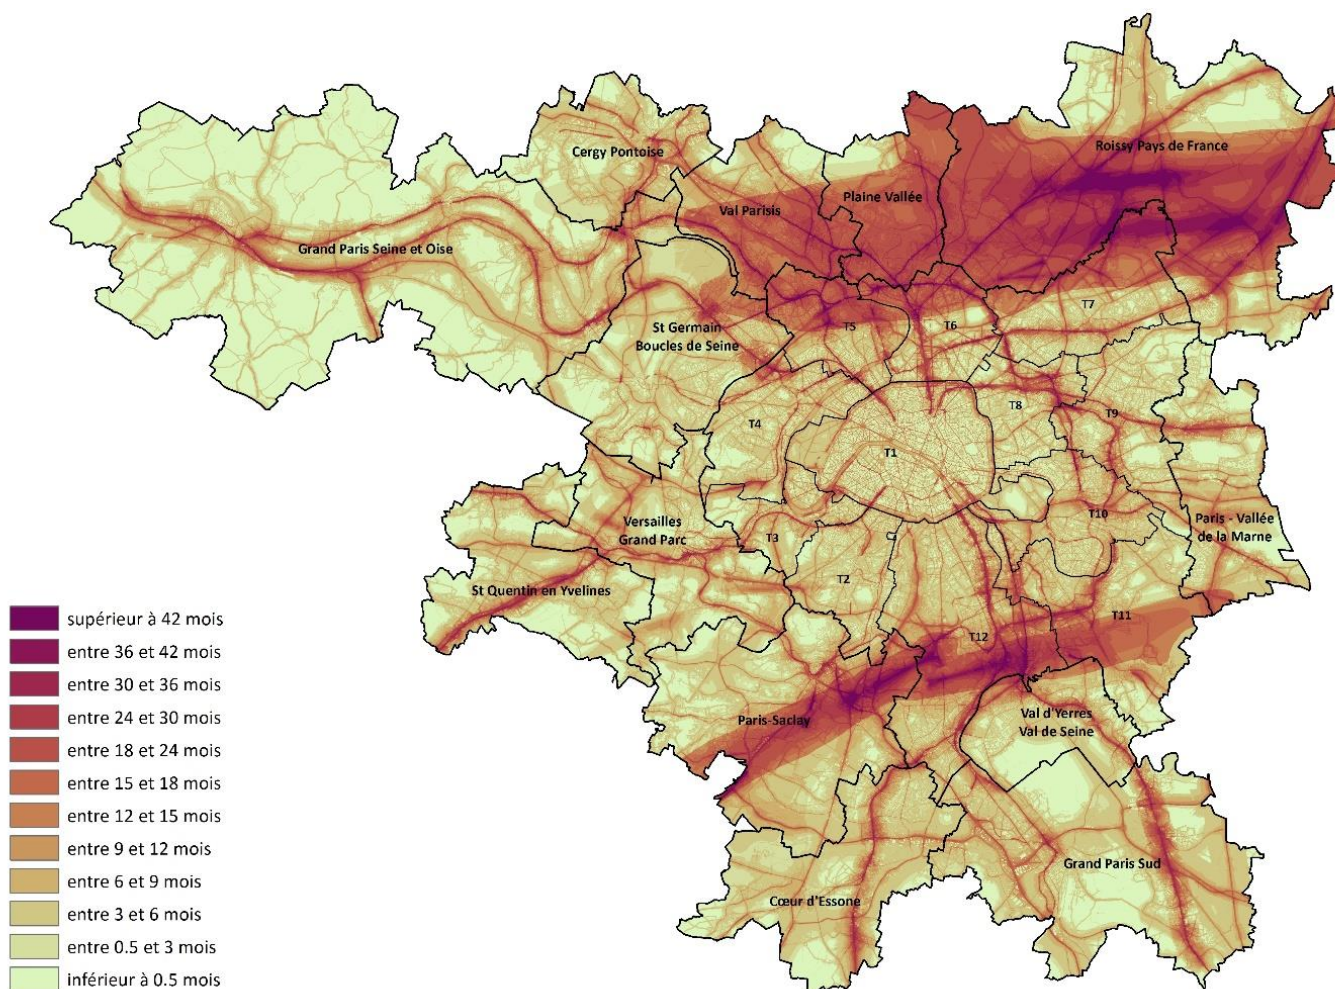 Cergy Pontoise
Roissy Pays de France
Plaine Vallée
Val Parisis
Grand Paris Seine et Oise
T7
St Germain
Boucles de Seine
T5
T6
T8
T9
T4
T1
T10
Paris - Vallée
de la Marne
Versailles
Grand Parc
T3
T2
St Quentin en Yvelines
T11
T12
Paris-Saclay
Val d'Yerres
Val de Seine
Grand Paris Sud
Cœur d'Essone
supérieur à 42 mois
entre 36 et 42 mois
entre 30 et 36 mois
entre 24 et 30 mois
entre 18 et 24 mois
entre 15 et 18 mois
entre 12 et 15 mois
entre 9 et 12 mois
entre 6 et 9 mois
entre 3 et 6 mois
entre 0.5 et 3 mois
inférieur à 0.5 mois